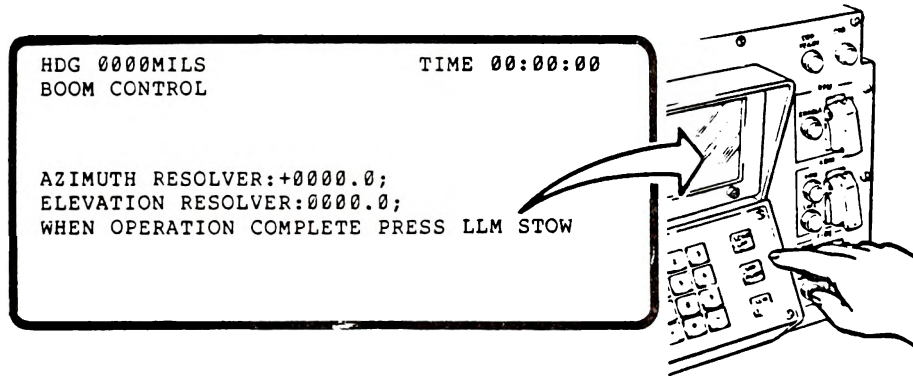 HDG 0000MILS TIME 00:00:00
BOOM CONTROL
AZIMUTH RESOLVER:+0000.0;
ELEVATION RESOLVER:0000.0;
WHEN OPERATION COMPLETE PRESS LLM STOW